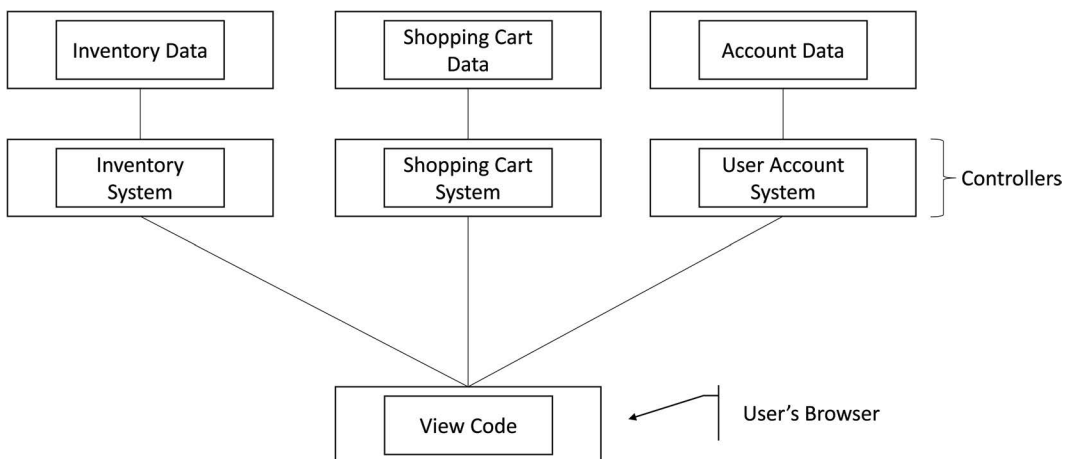 Inventory Data
Shopping Cart
Data
Account Data
Inventory
System
Shopping Cart
System
User Account
System
Controllers
View Code
User’s Browser